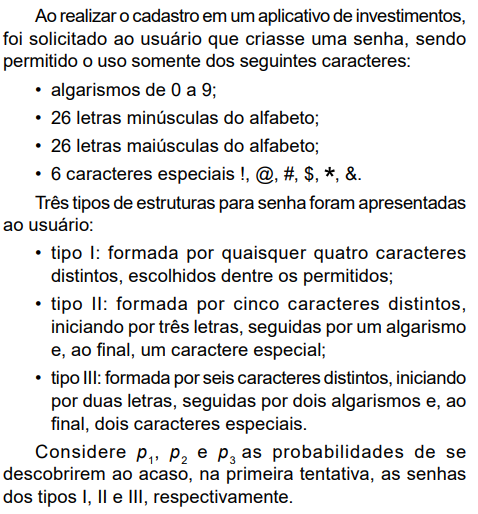 Ao realizar o cadastro em um aplicativo de investimentos,
foi solicitado ao usuário que criasse uma senha, sendo
permitido o uso somente dos seguintes caracteres:
• algarismos de 0 a 9;
• 26 letras minúsculas do alfabeto;
• 26 letras maiúsculas do alfabeto;
• 6 caracteres especiais !, @, #, $, *, &.
Três tipos de estruturas para senha foram apresentadas
ao usuário:
• tipo I: formada por quaisquer quatro caracteres
distintos, escolhidos dentre os permitidos;
• tipo II: formada por cinco caracteres distintos,
iniciando por três letras, seguidas por um algarismo
e, ao final, um caractere especial;
• tipo III: formada por seis caracteres distintos, iniciando
por duas letras, seguidas por dois algarismos e, ao
final, dois caracteres especiais.
Considere p₁, p₂ e p₃ as probabilidades de se
descobrirem ao acaso, na primeira tentativa, as senhas
dos tipos I, II e III, respectivamente.